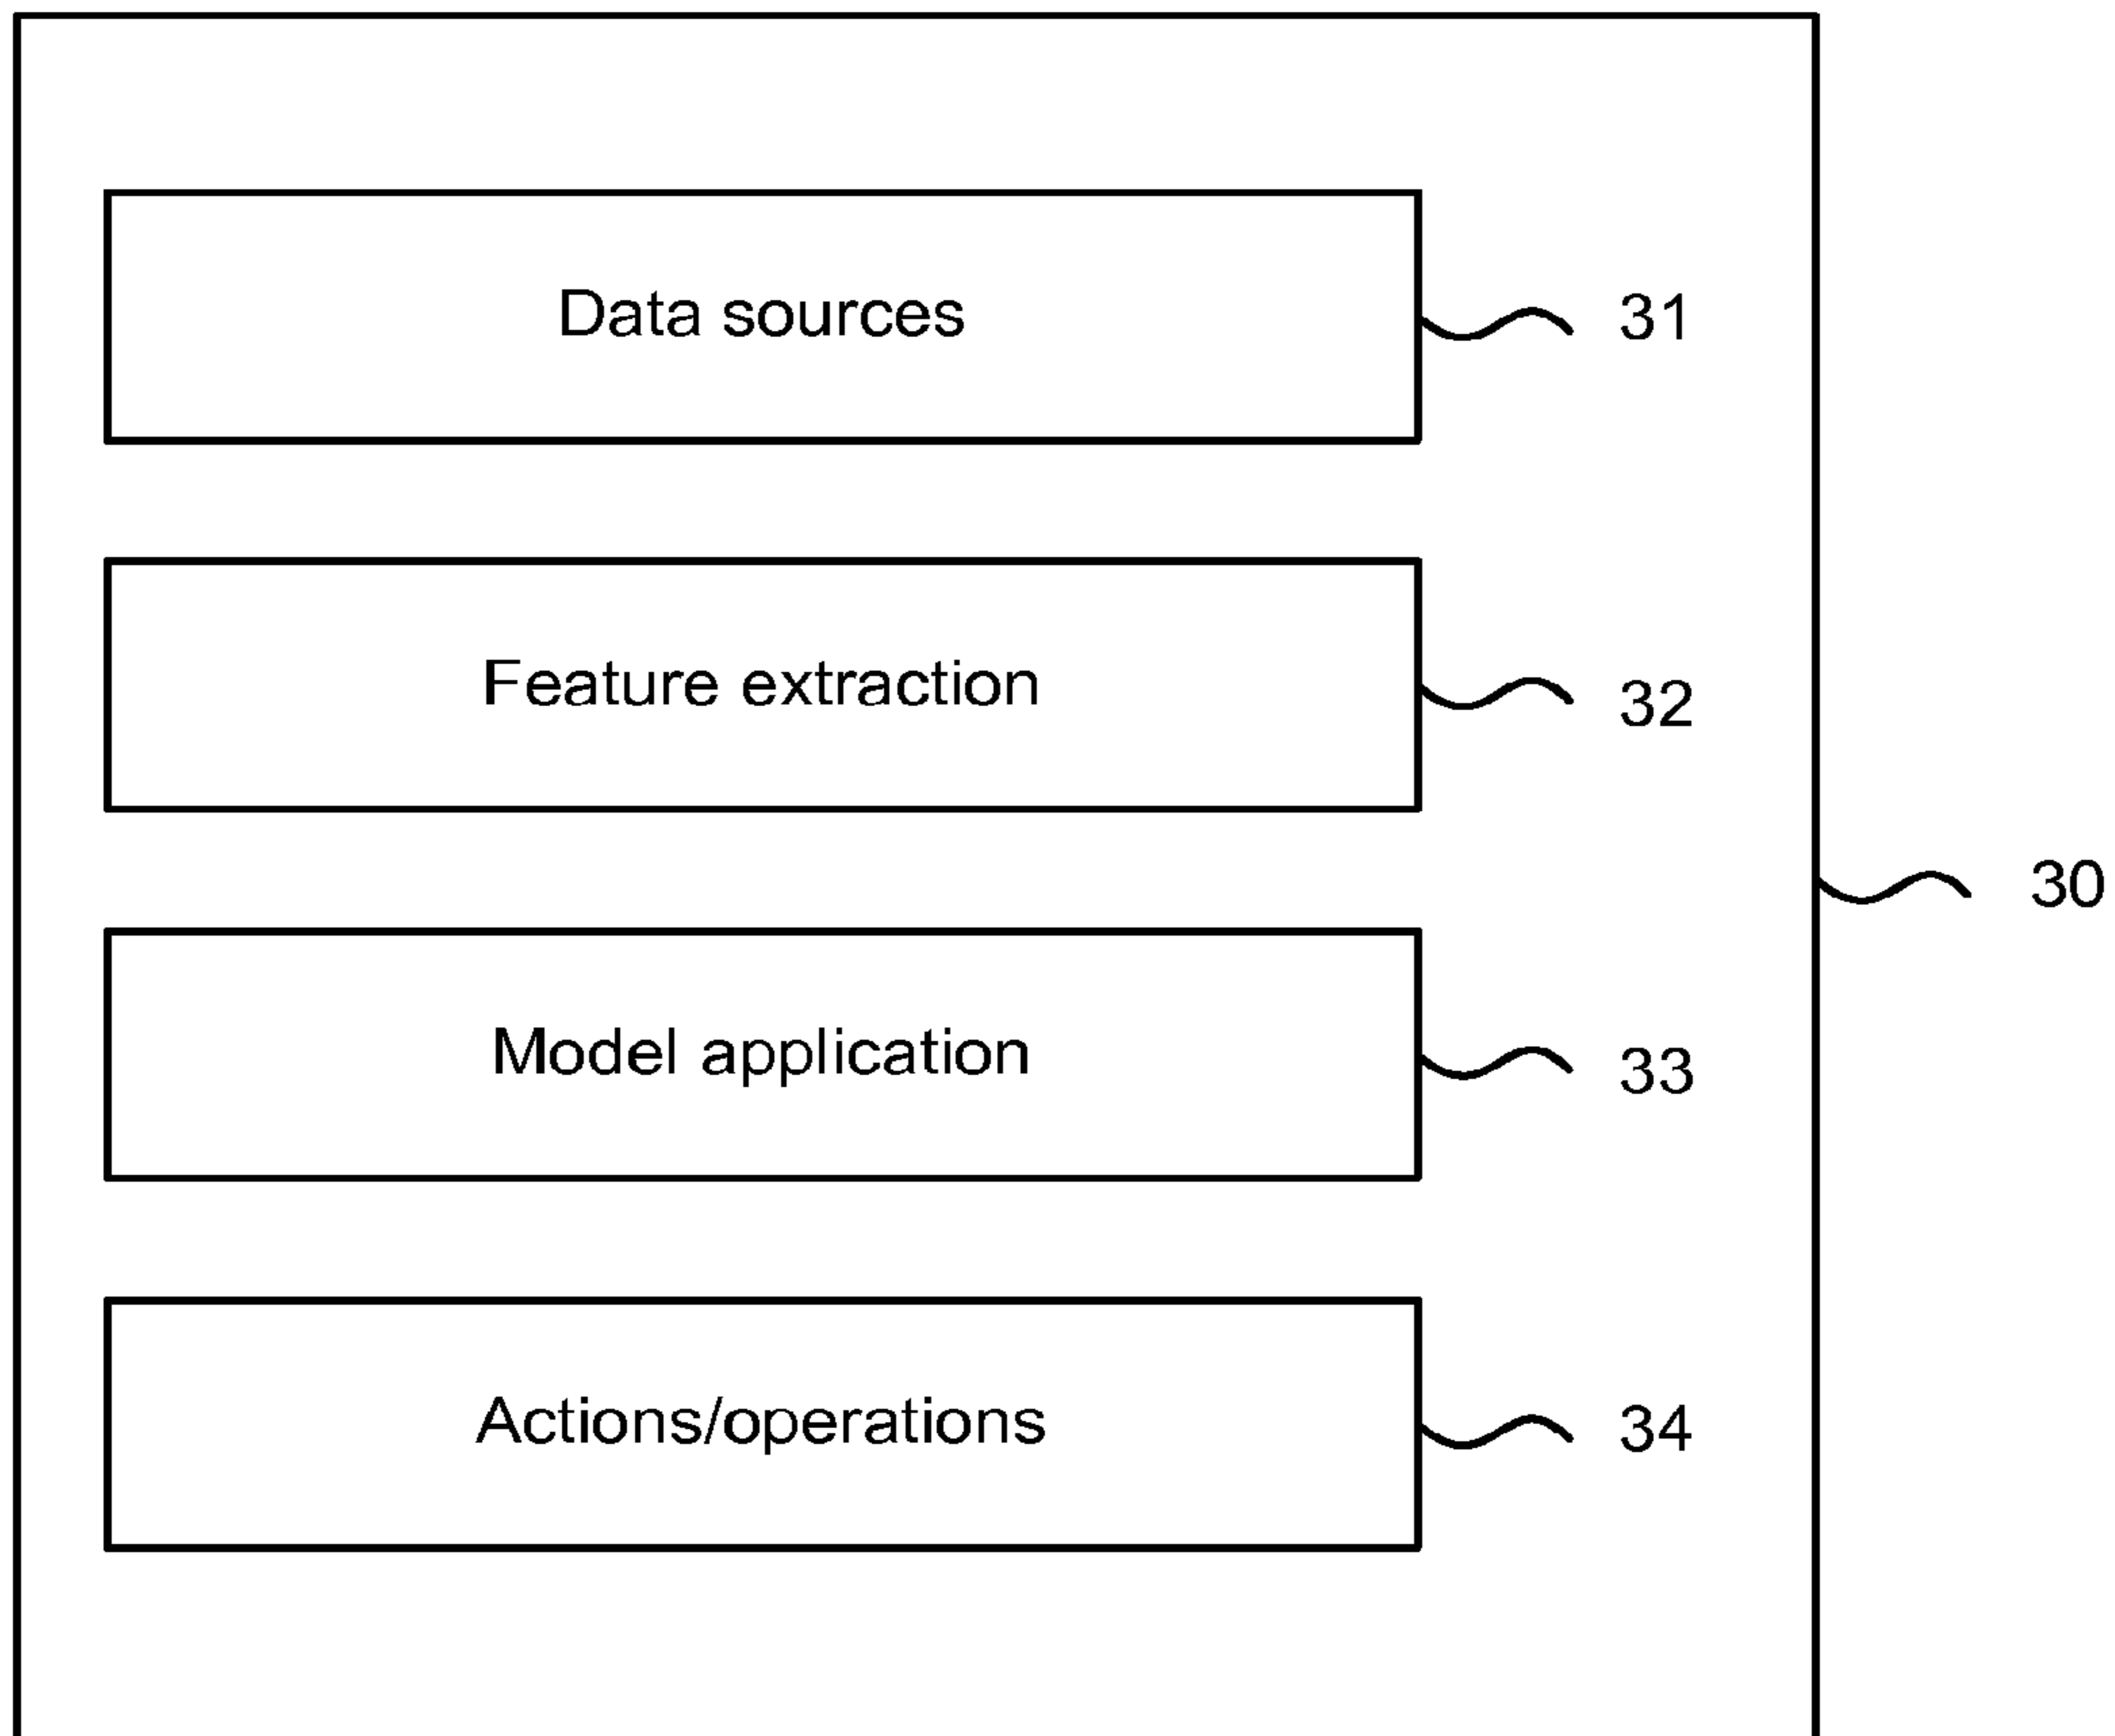 Data sources
31
Feature extraction
32
30
Model application
33
Actions/operations
34